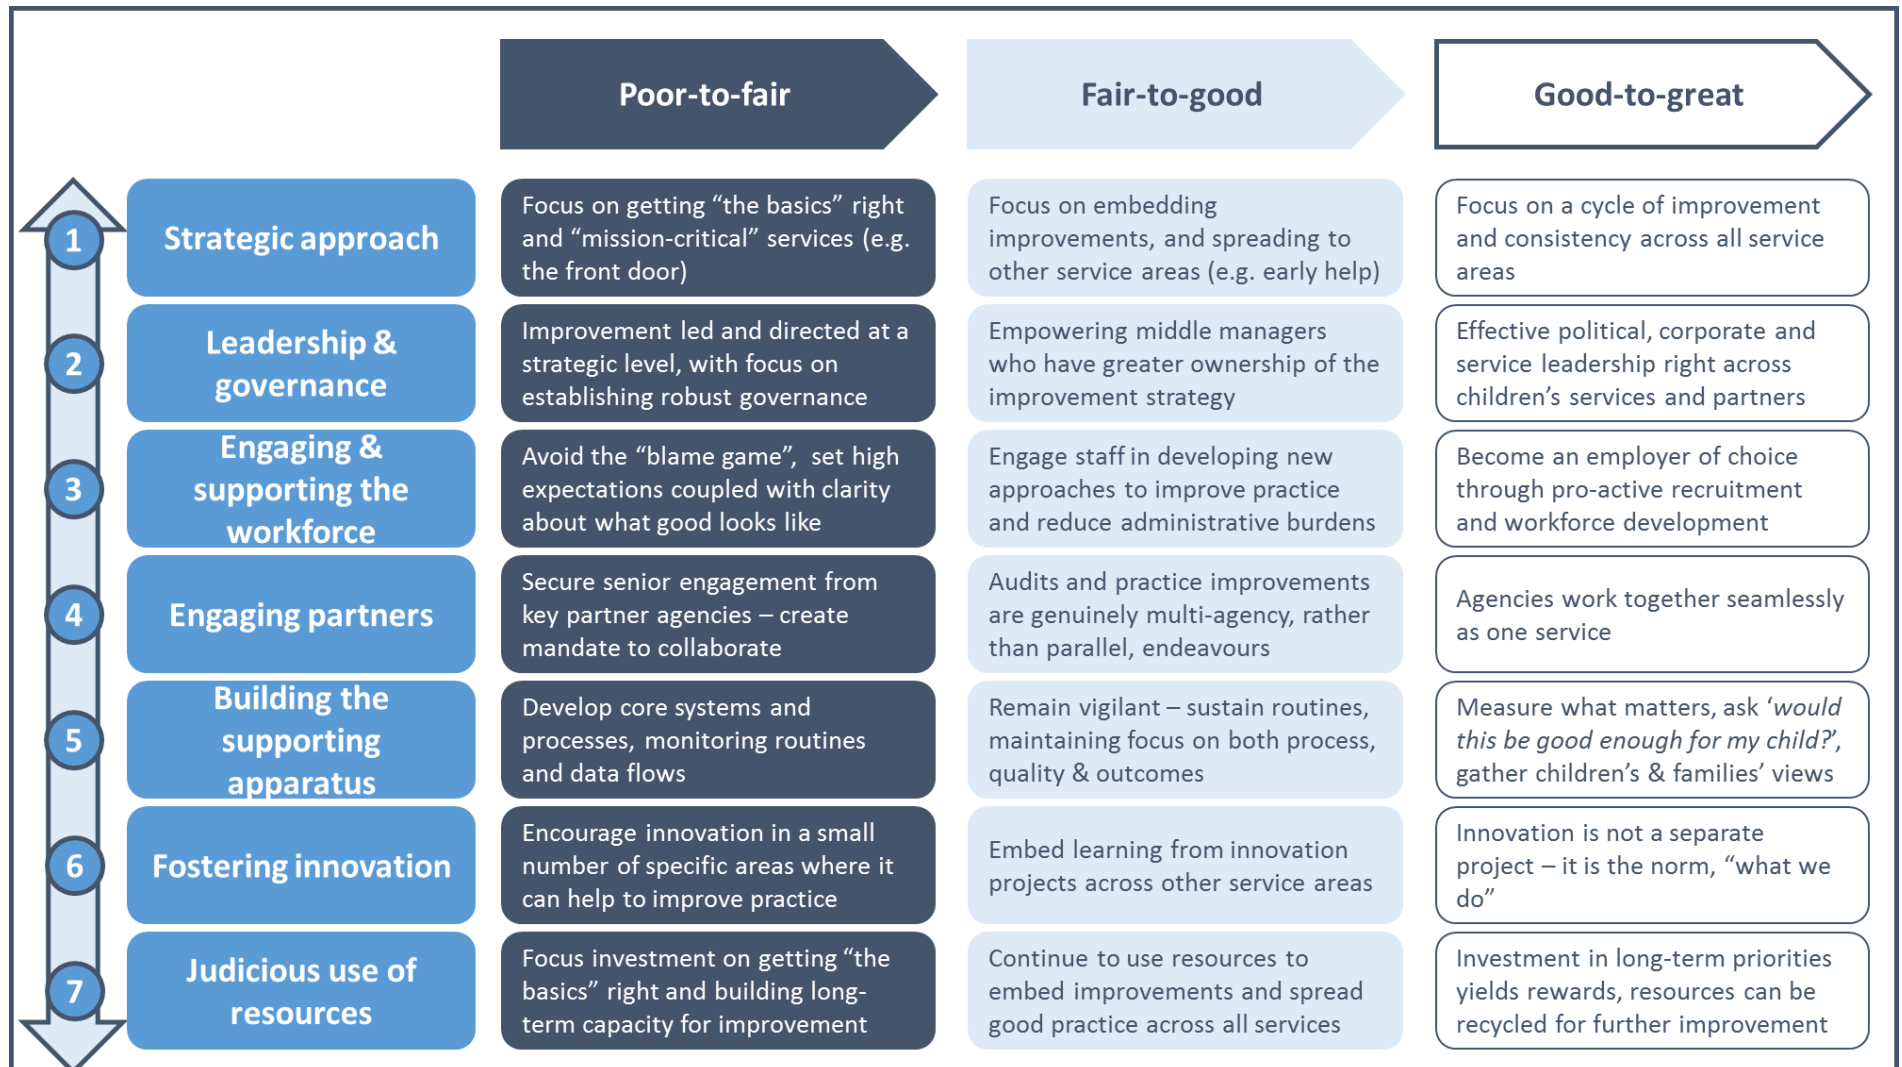 Poor-to-fair
Fair-to-good
Good-to-great
1
Strategic approach
Focus on getting “the basics” right
and “mission-critical” services (e.g.
the front door)
Focus on embedding
improvements, and spreading to
other service areas (e.g. early help)
Focus on a cycle of improvement
and consistency across all service
areas
2
Leadership &
governance
Improvement led and directed at a
strategic level, with focus on
establishing robust governance
Empowering middle managers
who have greater ownership of the
improvement strategy
Effective political, corporate and
service leadership right across
children’s services and partners
3
Engaging &
supporting the
workforce
Avoid the “blame game”,  set high
expectations coupled with clarity
about what good looks like
Engage staff in developing new
approaches to improve practice
and reduce administrative burdens
Become an employer of choice
through pro-active recruitment
and workforce development
4
Engaging partners
Secure senior engagement from
key partner agencies – create
mandate to collaborate
Audits and practice improvements
are genuinely multi-agency, rather
than parallel, endeavours
Agencies work together seamlessly
as one service
5
Building the
supporting
apparatus
Develop core systems and
processes, monitoring routines
and data flows
Remain vigilant – sustain routines,
maintaining focus on both process,
quality & outcomes
Measure what matters, ask ‘would
this be good enough for my child?’,
gather children’s & families’ views
6
Fostering innovation
Encourage innovation in a small
number of specific areas where it
can help to improve practice
Embed learning from innovation
projects across other service areas
Innovation is not a separate
project – it is the norm, “what we
do”
7
Judicious use of
resources
Focus investment on getting “the
basics” right and building long-
term capacity for improvement
Continue to use resources to
embed improvements and spread
good practice across all services
Investment in long-term priorities
yields rewards, resources can be
recycled for further improvement